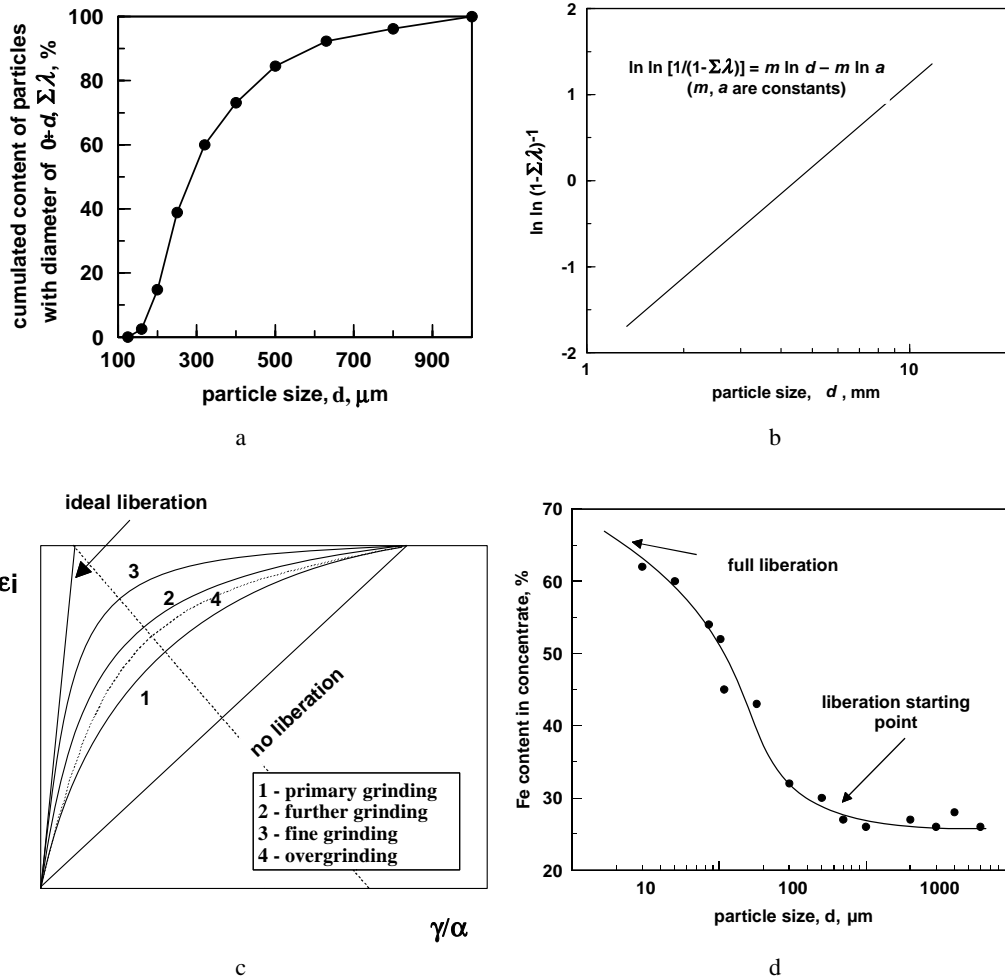 cumulated content of particles
with diameter of 0÷d, Σλ, %
100
80
60
40
20
0
100 300 500 700 900
particle size, d, μm
a
ln ln (1-Σλ)-1
2
1
0
-1
-2
ln ln [1/(1-Σλ)] = m ln d – m ln a
(m, a are constants)
1 10
particle size, d , mm
b
ideal liberation
εi
3
2
4
1
no liberation
1 - primary grinding
2 - further grinding
3 - fine grinding
4 - overgrinding
γ/α
c
Fe content in concentrate, %
70
60
50
40
30
20
full liberation
liberation starting
point
10 100 1000
particle size, d, μm
d